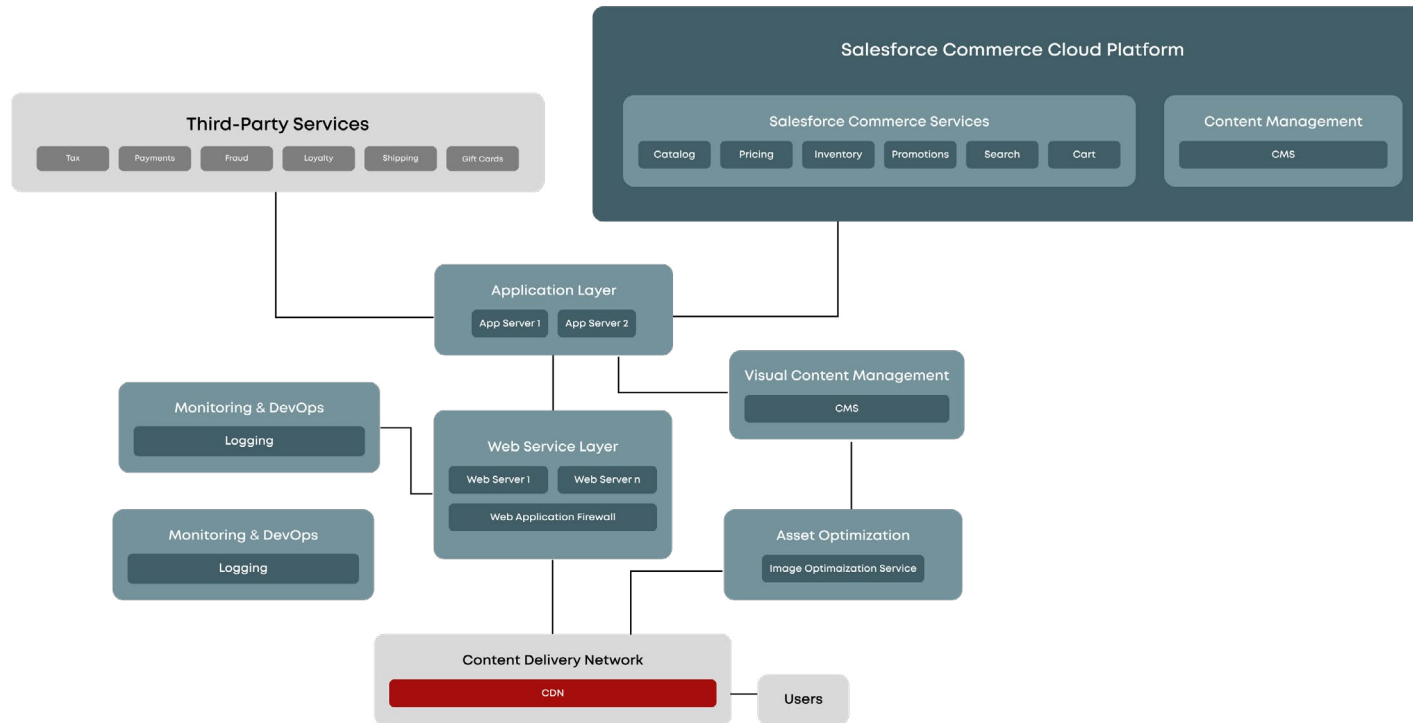 Salesforce Commerce Cloud Platform
Third-Party Services
Tax
Payments
Fraud
Loyalty
Shipping
Gift Cards
Salesforce Commerce Services
Catalog
Pricing
Inventory
Promotions
Search
Cart
Content Management
CMS
Application Layer
App Server 1
App Server 2
Visual Content Management
CMS
Monitoring & DevOps
Logging
Web Service Layer
Web Server 1
Web Server n
Web Application Firewall
Monitoring & DevOps
Logging
Asset Optimization
Image Optimaization Service
Content Delivery Network
CDN
Users